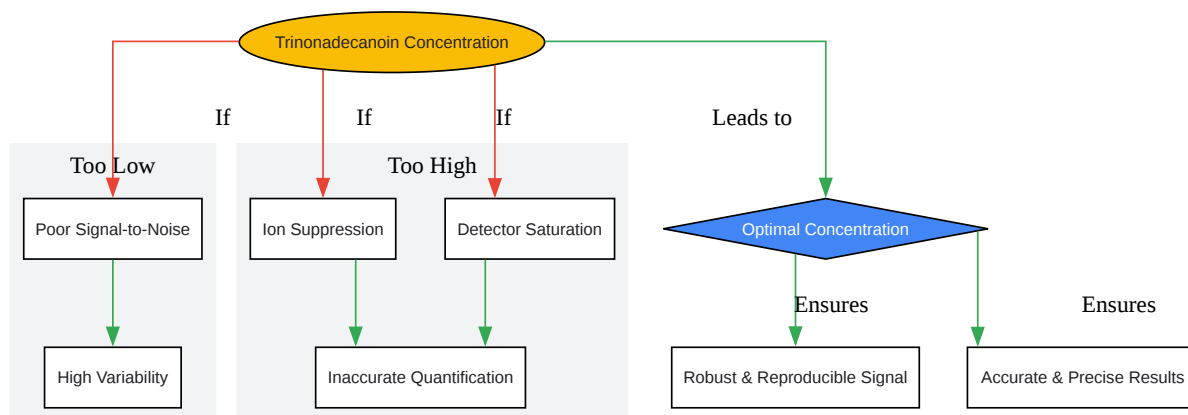 Trinonadecanoin Concentration
If
If
If
Leads to
Too Low
Too High
Poor Signal-to-Noise
Ion Suppression
Detector Saturation
Optimal Concentration
Ensures
Ensures
High Variability
Inaccurate Quantification
Robust & Reproducible Signal
Accurate & Precise Results